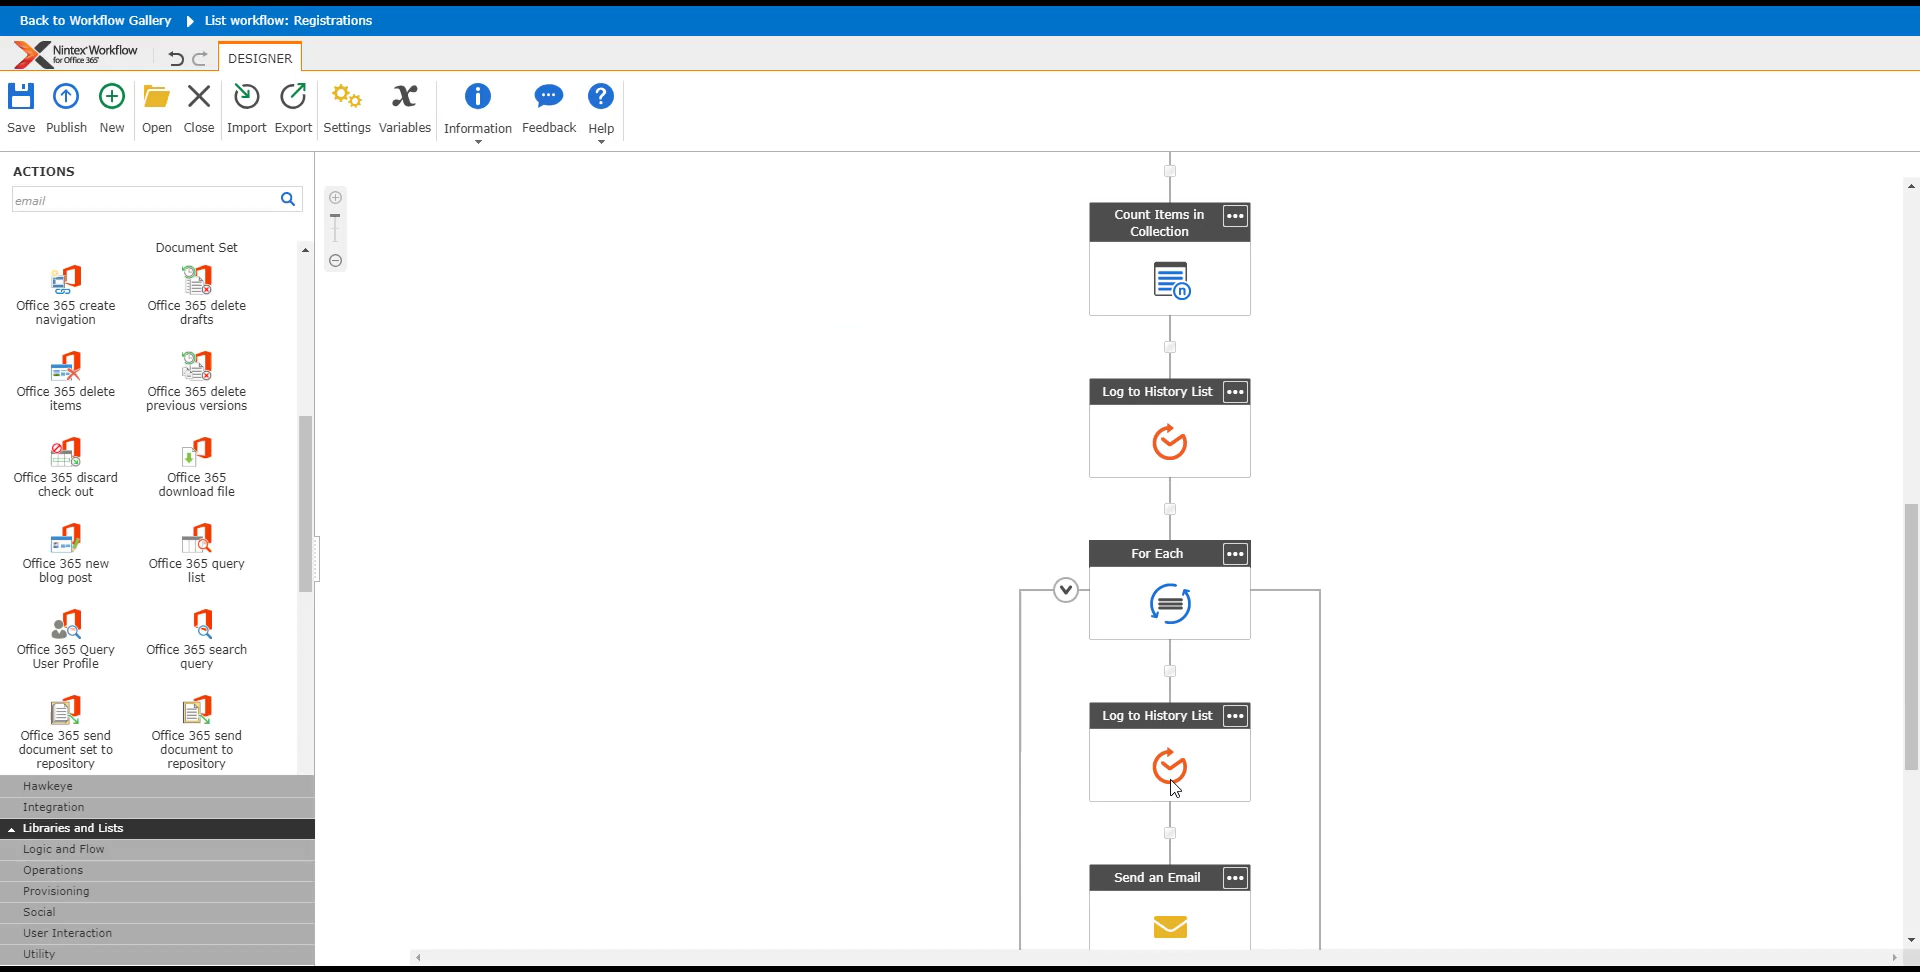 Back to Workflow Gallery List workflow: Registrations
Nintex Workflow
for Office 365
DESIGNER
Save Publish New Open Close Import Export Settings Variables Information Feedback Help
ACTIONS
email
Document Set
Office 365 create
navigation
Office 365 delete
drafts
Office 365 delete
items
Office 365 delete
previous versions
Office 365 discard
check out
Office 365
download file
Office 365 new
blog post
Office 365 query
list
Office 365 Query
User Profile
Office 365 search
query
Office 365 send
document set to
repository
Office 365 send
document to
repository
Hawkeye
Integration
Libraries and Lists
Logic and Flow
Operations
Provisioning
Social
User Interaction
Utility
Count Items in
Collection
n
Log to History List
For Each
Log to History List
Send an Email